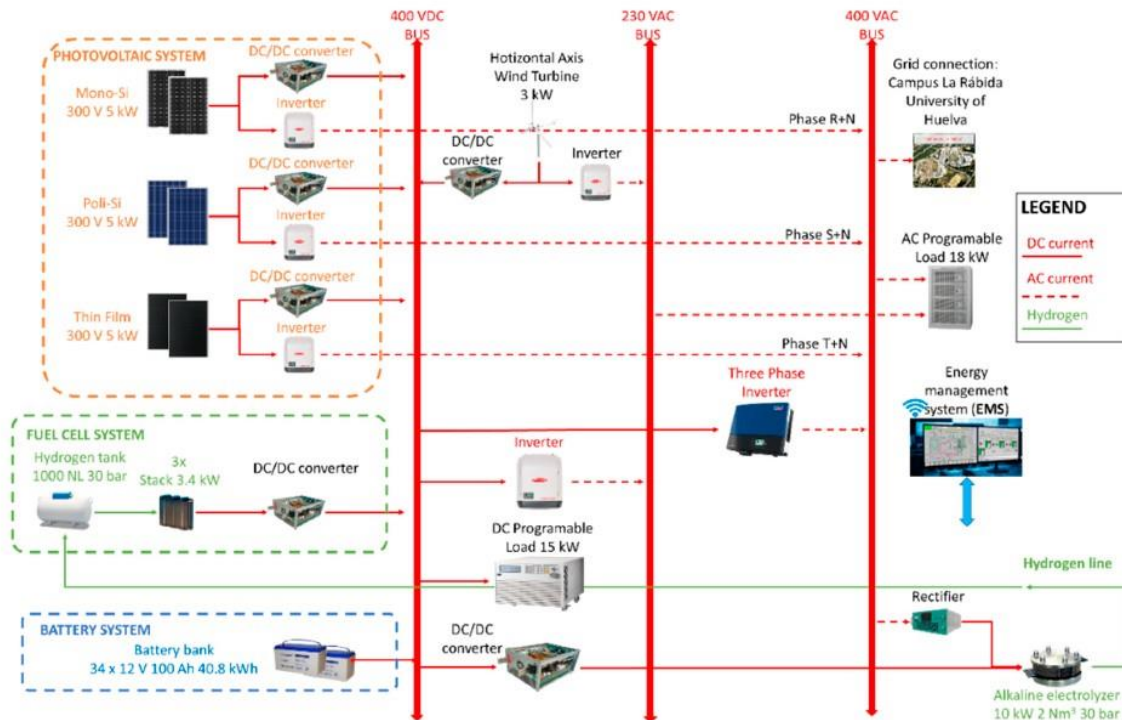 400 VDC
BUS
230 VAC
BUS
400 VAC
BUS
PHOTOVOLTAIC SYSTEM
DC/DC converter
Mono-Si
300 V 5 kW
Inverter
DC/DC converter
Poli-Si
300 V 5 kW
Inverter
DC/DC converter
Thin Film
300 V 5 kW
Inverter
Hotizontal Axis
Wind Turbine
3 kW
DC/DC
converter
Inverter
Phase R+N
Phase S+N
Phase T+N
Grid connection:
Campus La Rábida
University of
Huelva
AC Programable
Load 18 kW
LEGEND
DC current
AC current
Hydrogen
Three Phase
Inverter
Energy
management
system (EMS)
FUEL CELL SYSTEM
Hydrogen tank
1000 NL 30 bar
3x
Stack 3.4 kW
DC/DC converter
Inverter
DC Programable
Load 15 kW
Hydrogen line
Rectifier
BATTERY SYSTEM
Battery bank
34 x 12 V 100 Ah 40.8 kWh
DC/DC
converter
Alkaline electrolyzer
10 kW 2 Nm³ 30 bar